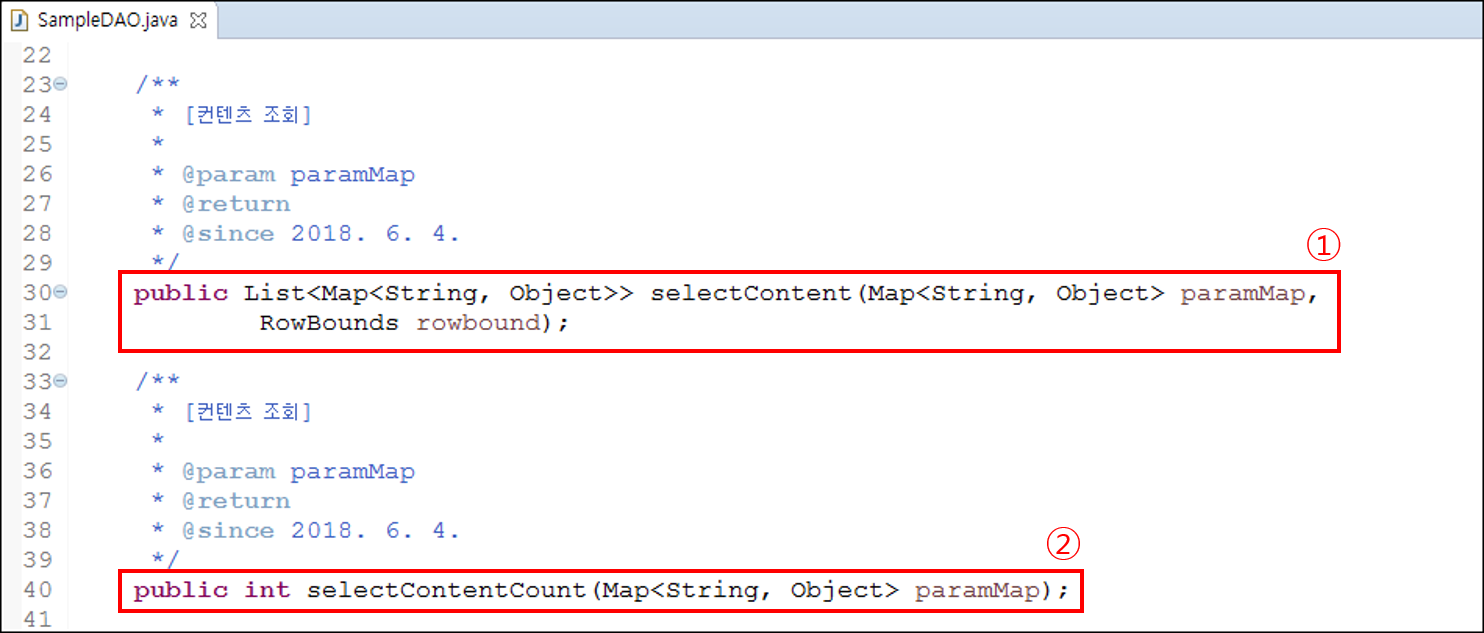 SampleDAO.java
22
23 /**
24 * [컨텐츠 조회]
25 *
26 * @param paramMap
27 * @return
28 * @since 2018. 6. 4.
29 */
①
30 public List<Map<String, Object>> selectContent(Map<String, Object> paramMap,
31 RowBounds rowbound);
32
33 /**
34 * [컨텐츠 조회]
35 *
36 * @param paramMap
37 * @return
38 * @since 2018. 6. 4.
39 */
②
40 public int selectContentCount(Map<String, Object> paramMap);
41